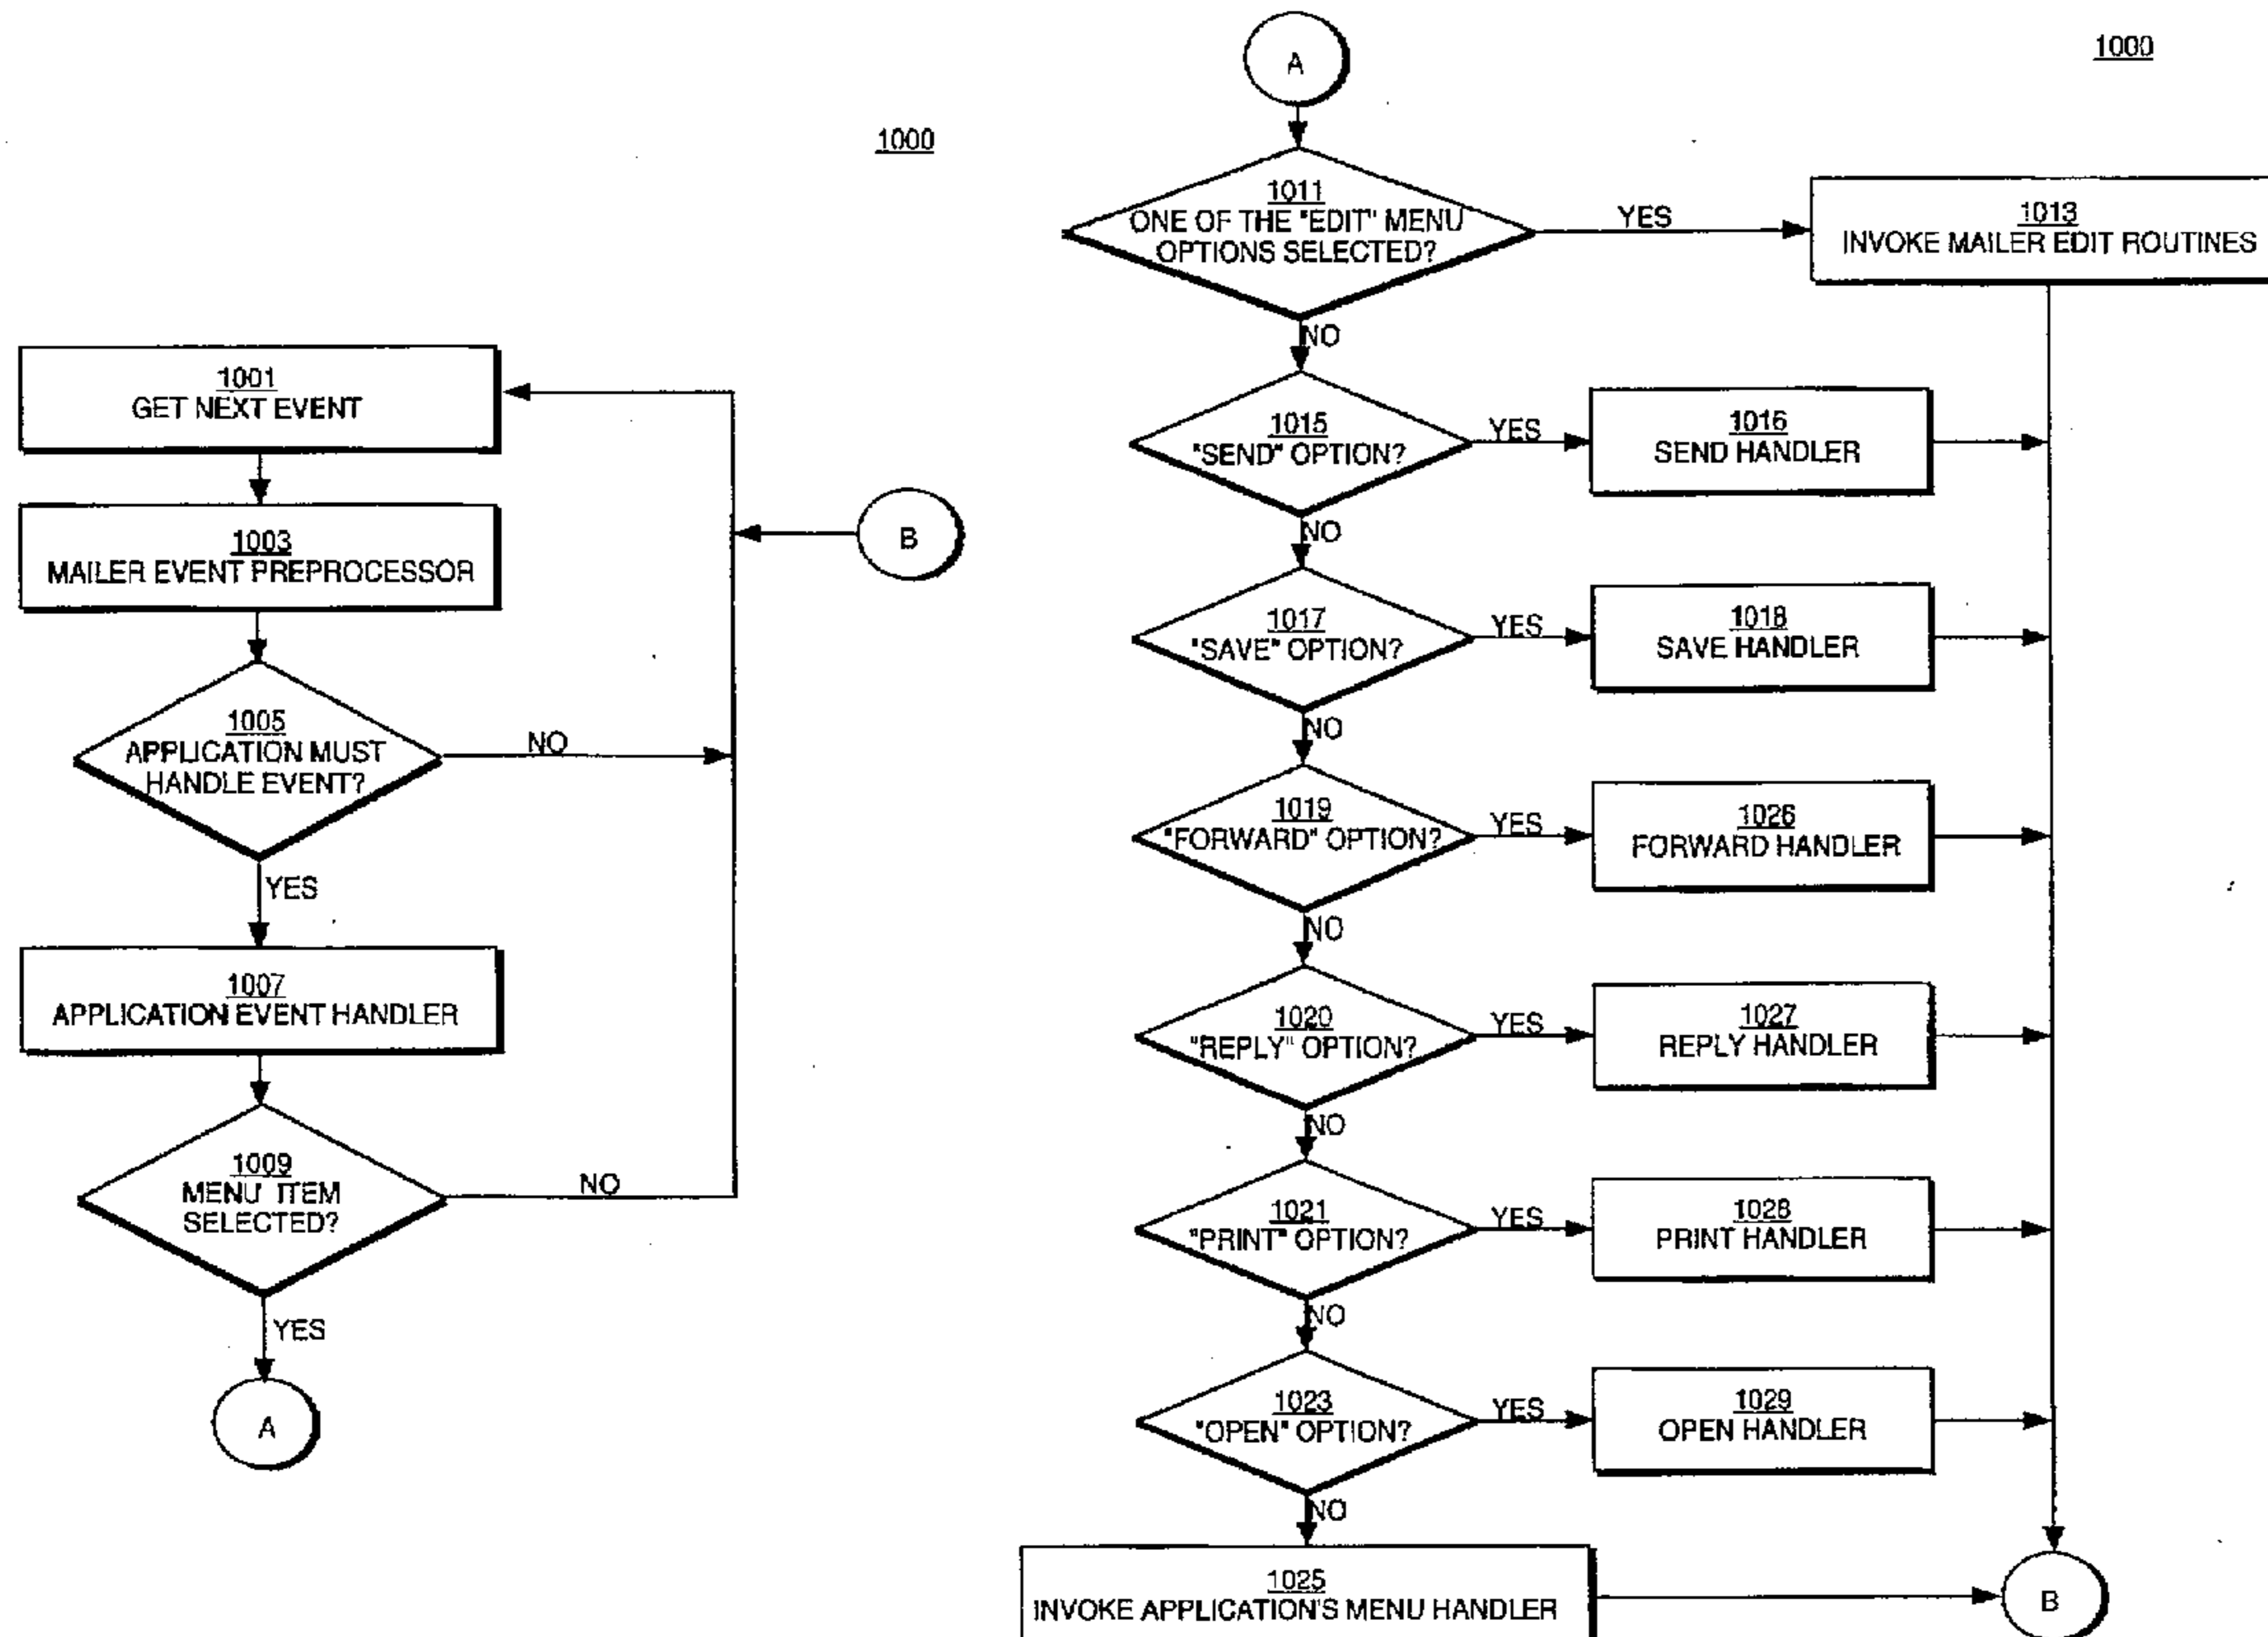 1000
1001
GET NEXT EVENT
1003
MAILER EVENT PREPROCESSOR
B
1005
APPLICATION MUST
HANDLE EVENT?
NO
YES
1007
APPLICATION EVENT HANDLER
1009
MENU ITEM
SELECTED?
NO
YES
A
A
1000
1011
ONE OF THE "EDIT" MENU
OPTIONS SELECTED?
YES
1013
INVOKE MAILER EDIT ROUTINES
NO
1015
"SEND" OPTION?
YES
1016
SEND HANDLER
NO
1017
"SAVE" OPTION?
YES
1018
SAVE HANDLER
NO
1019
"FORWARD" OPTION?
YES
1026
FORWARD HANDLER
NO
1020
"REPLY" OPTION?
YES
1027
REPLY HANDLER
NO
1021
"PRINT" OPTION?
YES
1028
PRINT HANDLER
NO
1023
"OPEN" OPTION?
YES
1029
OPEN HANDLER
NO
1025
INVOKE APPLICATION'S MENU HANDLER
B